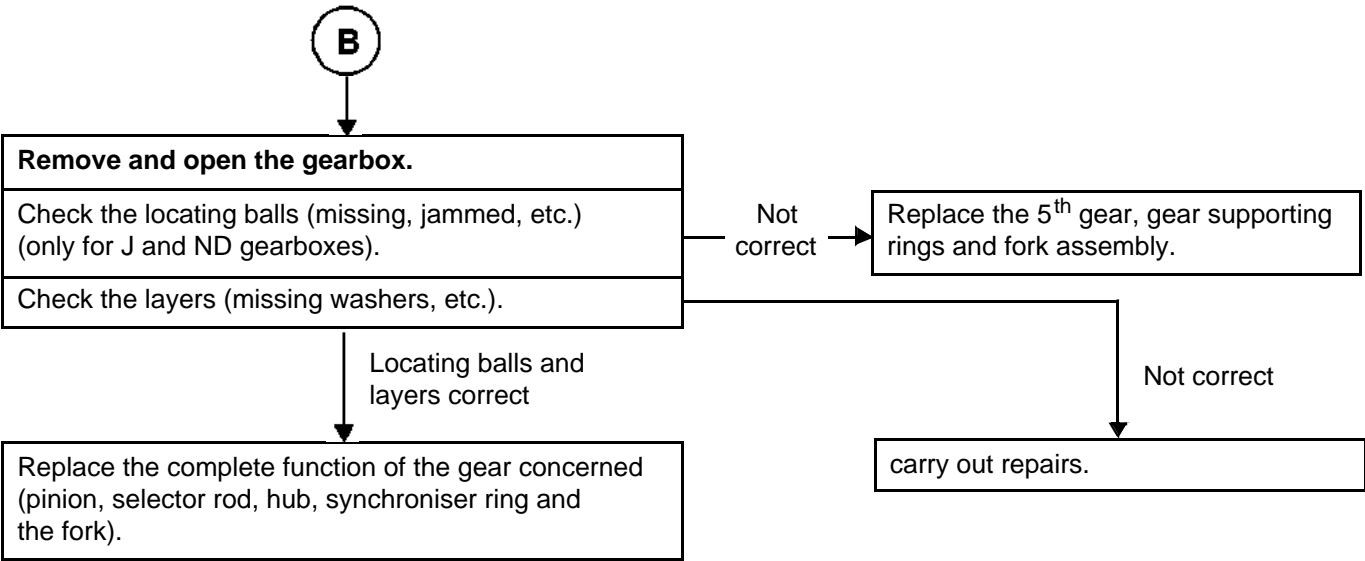 B
Remove and open the gearbox.
Check the locating balls (missing, jammed, etc.)
(only for J and ND gearboxes).
Not
correct
Replace the 5th gear, gear supporting
rings and fork assembly.
Check the layers (missing washers, etc.).
Locating balls and
layers correct
Not correct
Replace the complete function of the gear concerned
(pinion, selector rod, hub, synchroniser ring and
the fork).
carry out repairs.